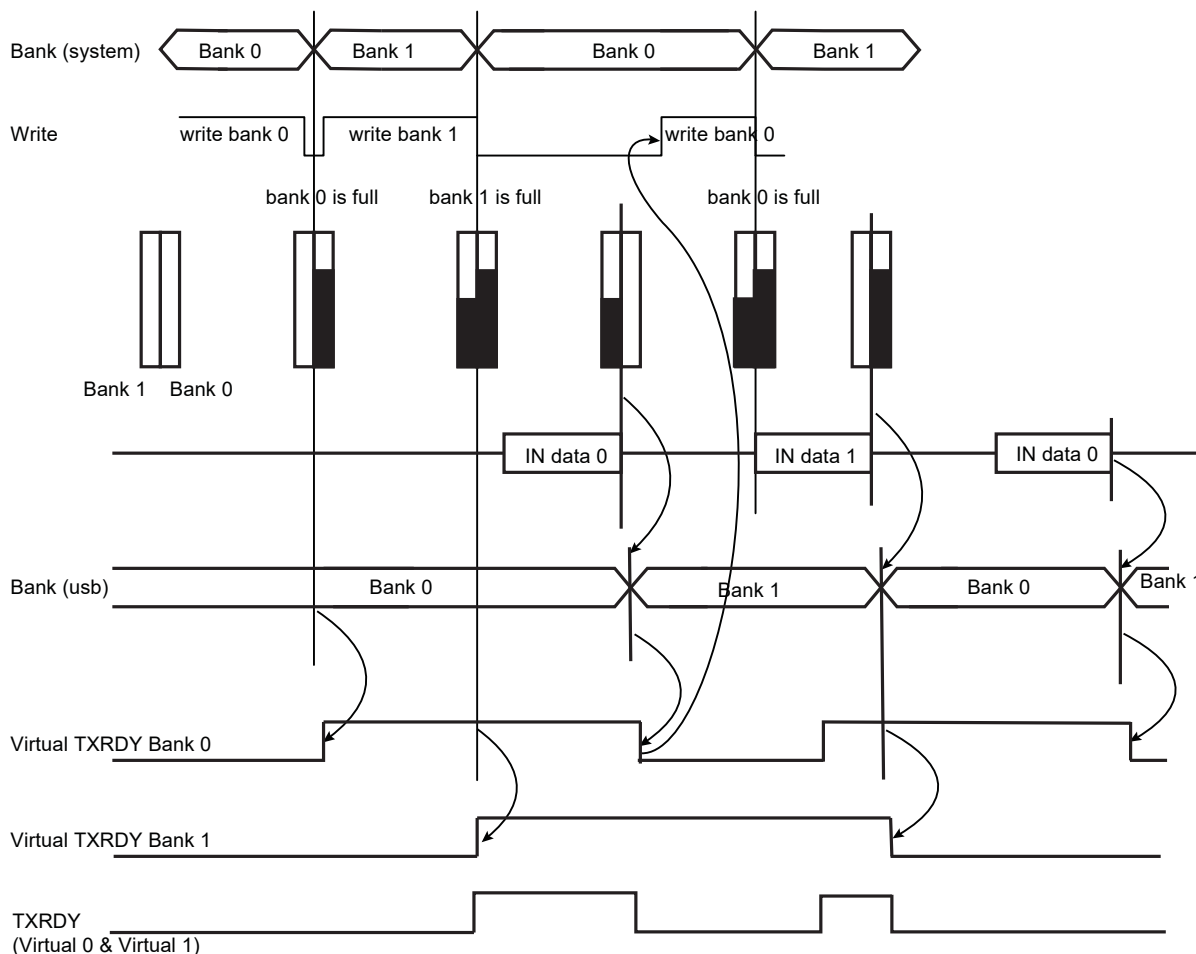 Bank (system)
Bank 0
Bank 1
Bank 0
Bank 1
Write
write bank 0
write bank 1
write bank 0
bank 0 is full
bank 1 is full
bank 0 is full
Bank 1
Bank 0
IN data 0
IN data 1
IN data 0
Bank (usb)
Bank 0
Bank 1
Bank 0
Bank 1
Virtual TXRDY Bank 0
Virtual TXRDY Bank 1
TXRDY
(Virtual 0 & Virtual 1)